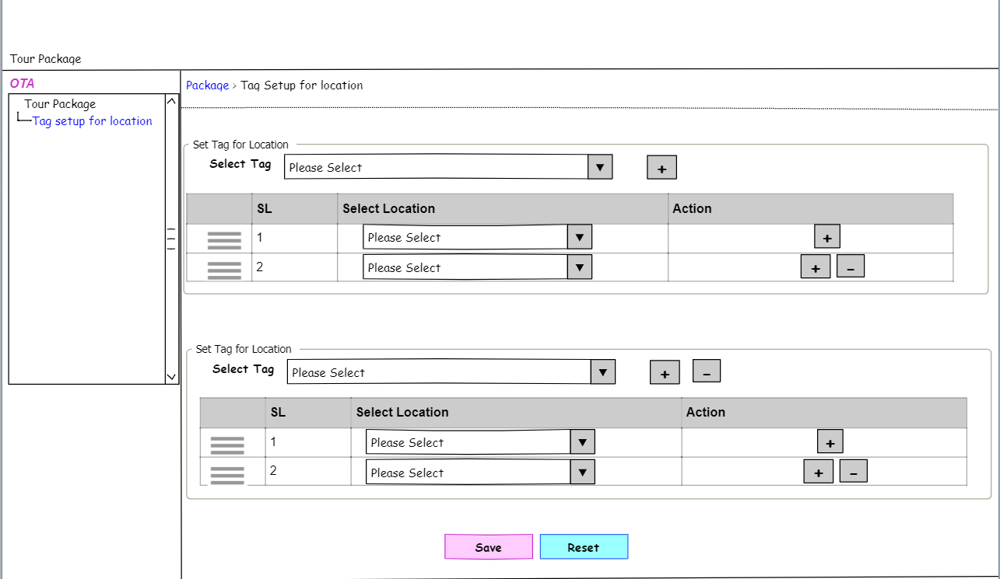 Tour Package
OTA
Tour Package
Tag setup for location
Package > Tag Setup for location
Set Tag for Location
Select Tag Please Select +
SL Select Location Action
1 Please Select +
2 Please Select + -
Set Tag for Location
Select Tag Please Select + -
SL Select Location Action
1 Please Select +
2 Please Select + -
Save Reset